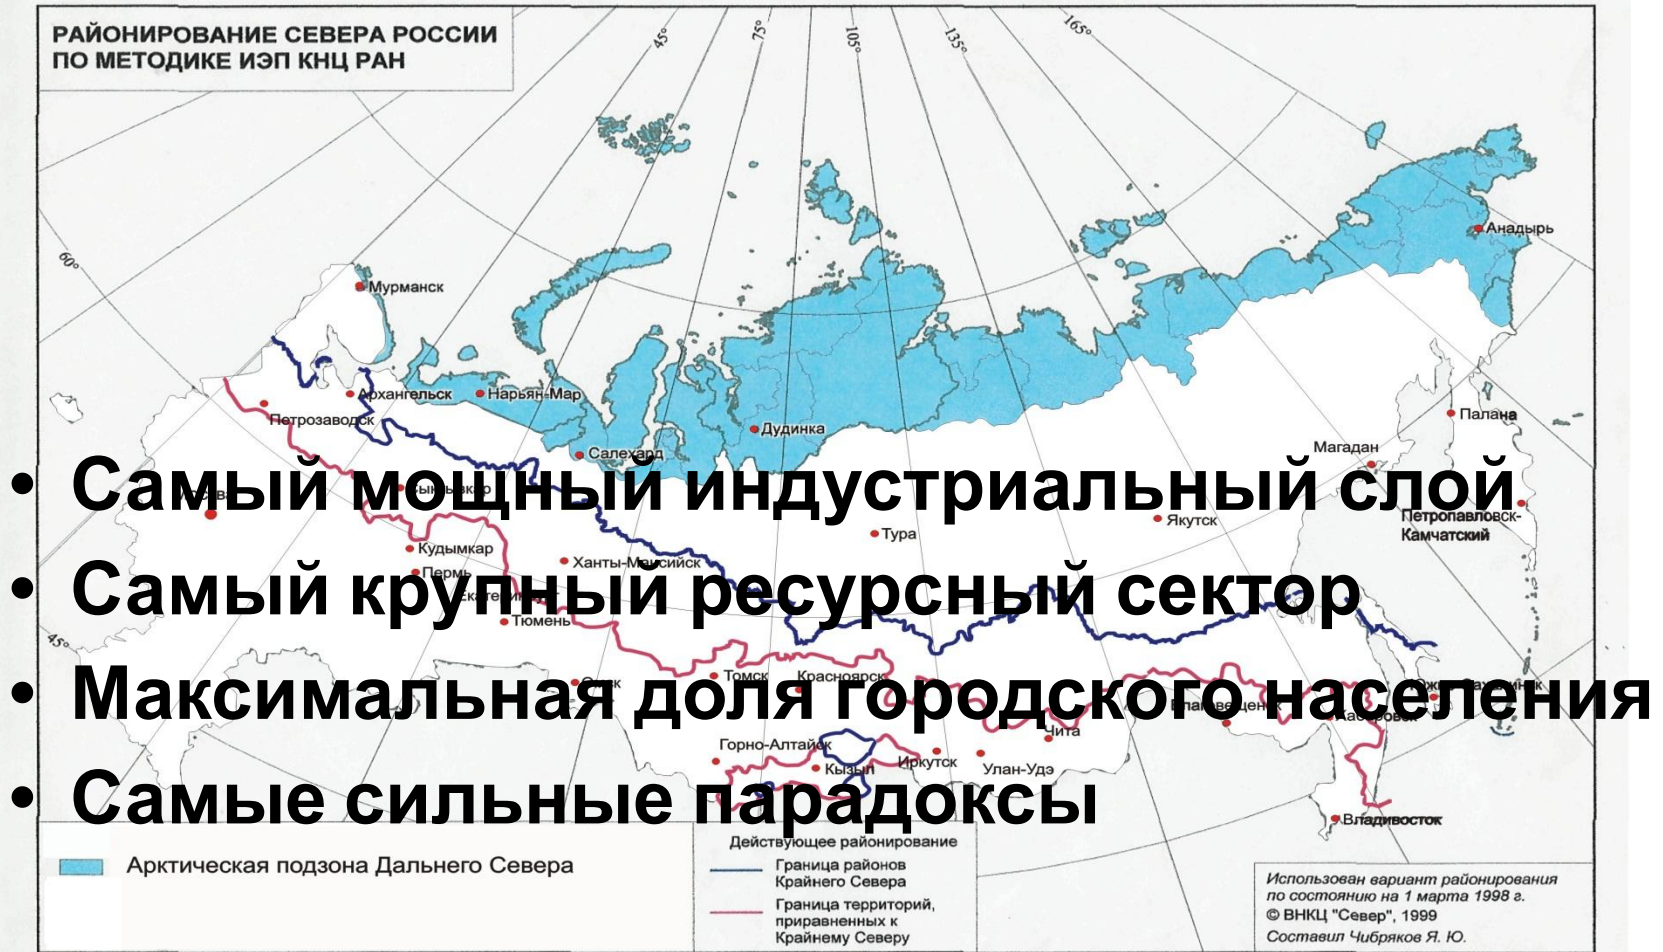 РАЙОНИРОВАНИЕ СЕВЕРА РОССИИ
ПО МЕТОДИКЕ ИЭП КНЦ РАН
45°
75°
105°
135°
165°
60°
45°
Анадырь
Мурманск
Архангельск
Нарьян-Мар
Петрозаводск
Дудинка
Салехард
Палана
Магадан
• Самый мощный индустриальный слой
Петропавловск-
Камчатский
Якутск
Тура
Кудымкар
Ханты-Мансийск
Пермь
• Самый крупный ресурсный сектор
Тюмень
Томск
Красноярск
• Максимальная доля городского населения
Чита
Горно-Алтайск
Кызыл
Иркутск
Улан-Удэ
• Самые сильные парадоксы
Владивосток
Арктическая подзона Дальнего Севера
Действующее районирование
Граница районов
Крайнего Севера
Граница территорий,
приравненных к
Крайнему Северу
Использован вариант районирования
по состоянию на 1 марта 1998 г.
© ВНКЦ "Север", 1999
Составил Чибряков Я. Ю.